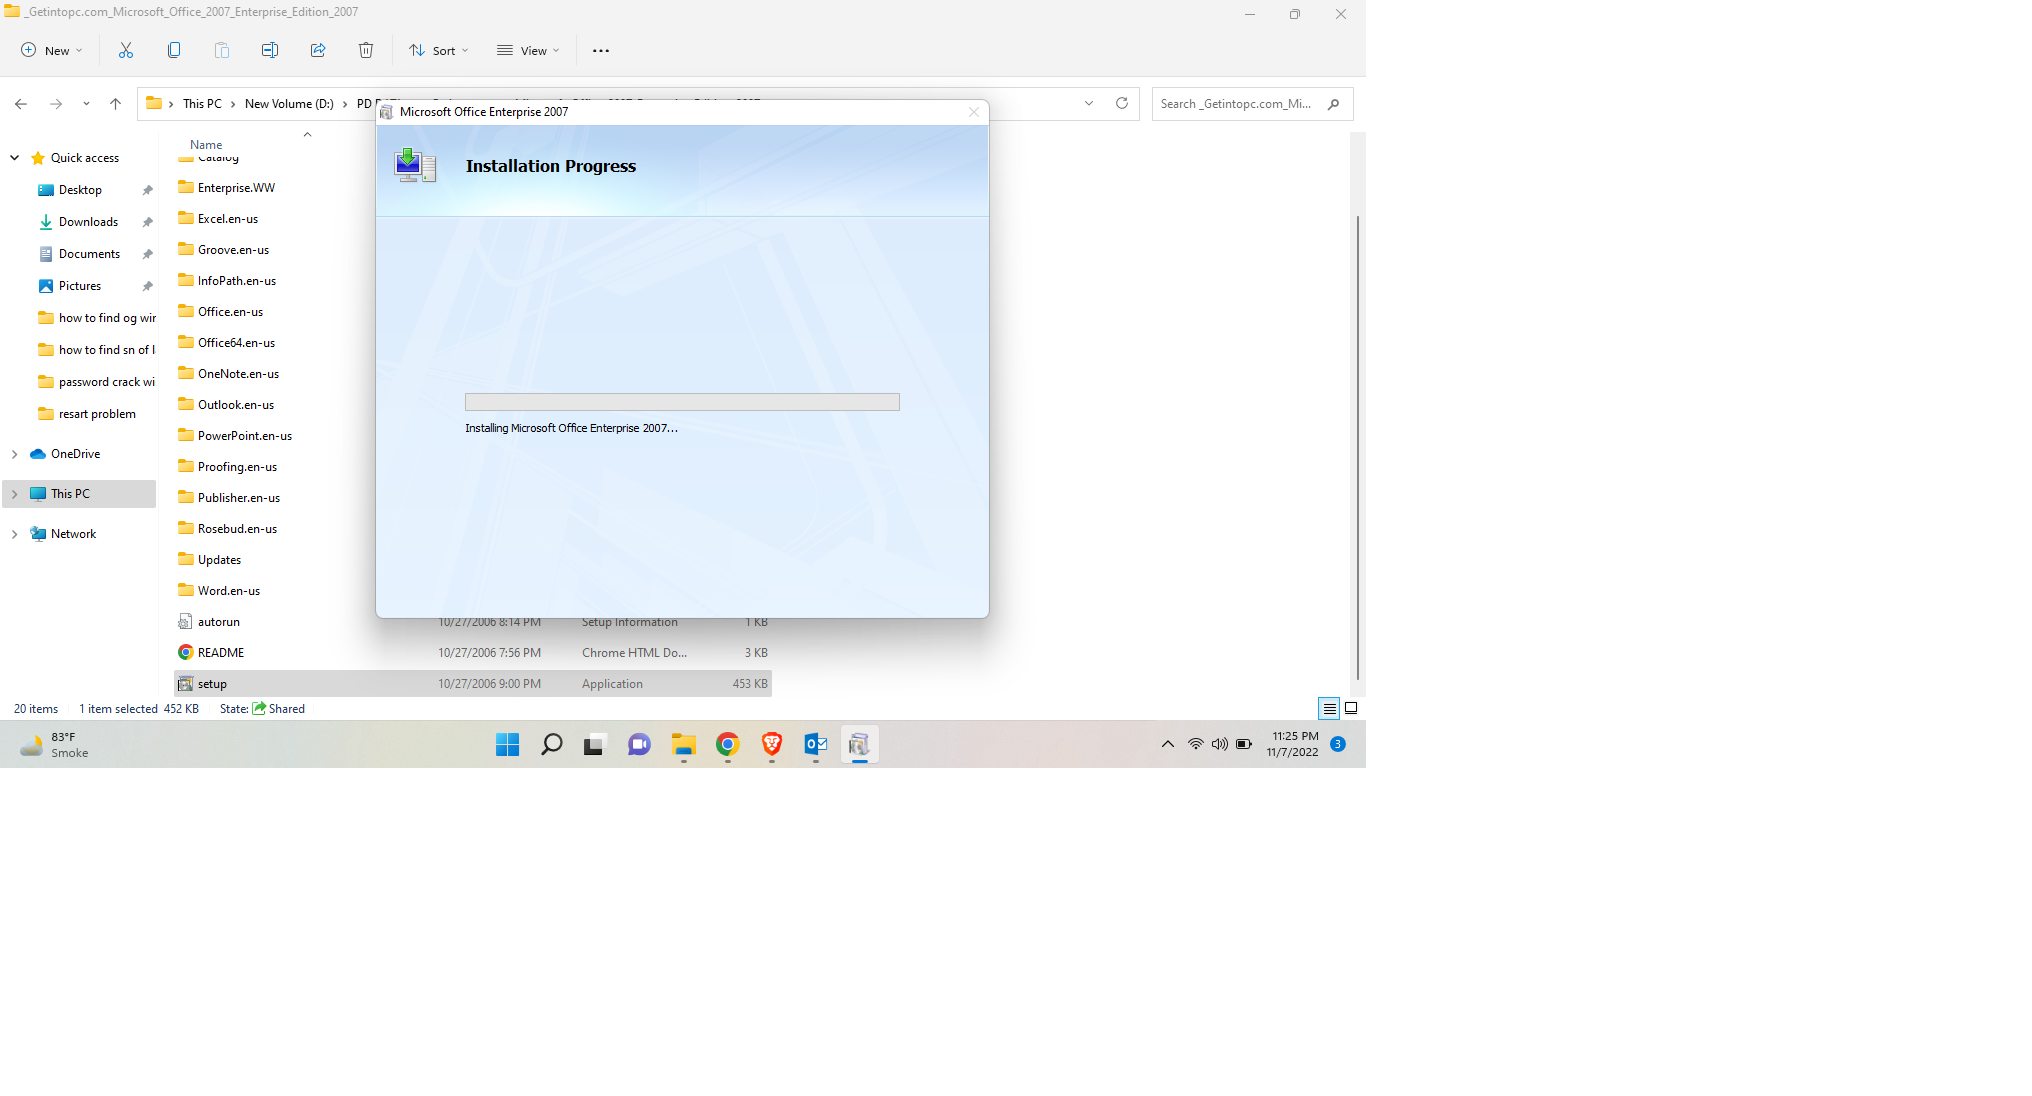 _Getintopc.com_Microsoft_Office_2007_Enterprise_Edition_2007
New
Sort
View
This PC
New Volume (D:)
PD
Search _Getintopc.com_Mi...
Microsoft Office Enterprise 2007
Installation Progress
Installing Microsoft Office Enterprise 2007...
Quick access
Desktop
Downloads
Documents
Pictures
how to find og wir
how to find sn of l
password crack wi
resart problem
OneDrive
This PC
Network
Name
Catalog
Enterprise.WW
Excel.en-us
Groove.en-us
InfoPath.en-us
Office.en-us
Office64.en-us
OneNote.en-us
Outlook.en-us
PowerPoint.en-us
Proofing.en-us
Publisher.en-us
Rosebud.en-us
Updates
Word.en-us
autorun 10/27/2006 8:14 PM Setup Information 1 KB
README 10/27/2006 7:56 PM Chrome HTML Do... 3 KB
setup 10/27/2006 9:00 PM Application 453 KB
20 items 1 item selected 452 KB State: Shared
83°F
Smoke
11:25 PM
11/7/2022
3